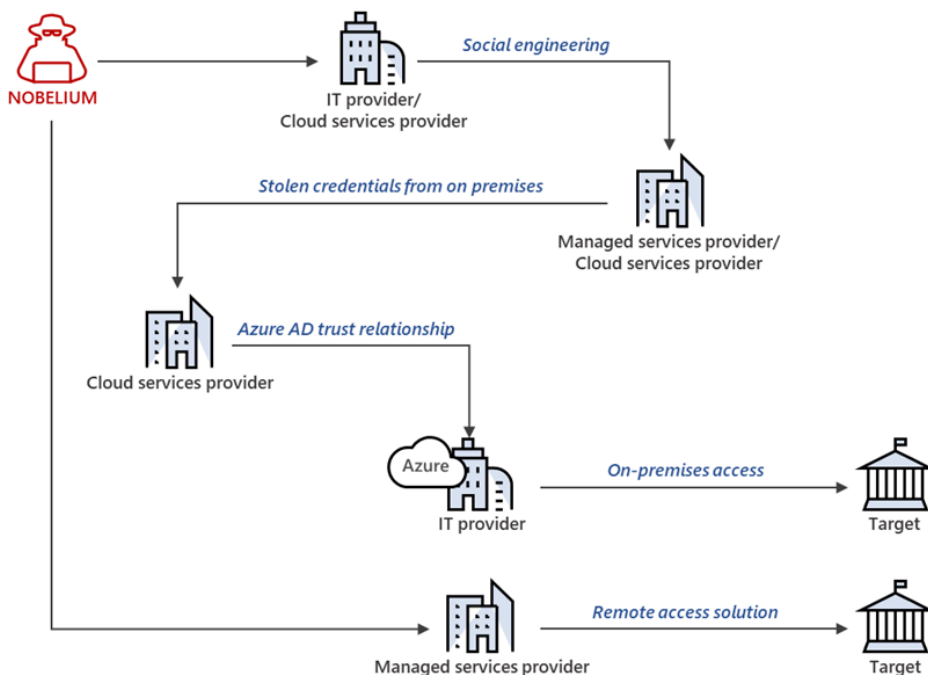 NOBELIUM
IT provider/
Cloud services provider
Social engineering
Managed services provider/
Cloud services provider
Stolen credentials from on premises
Cloud services provider
Azure AD trust relationship
Azure
IT provider
On-premises access
Target
Managed services provider
Remote access solution
Target